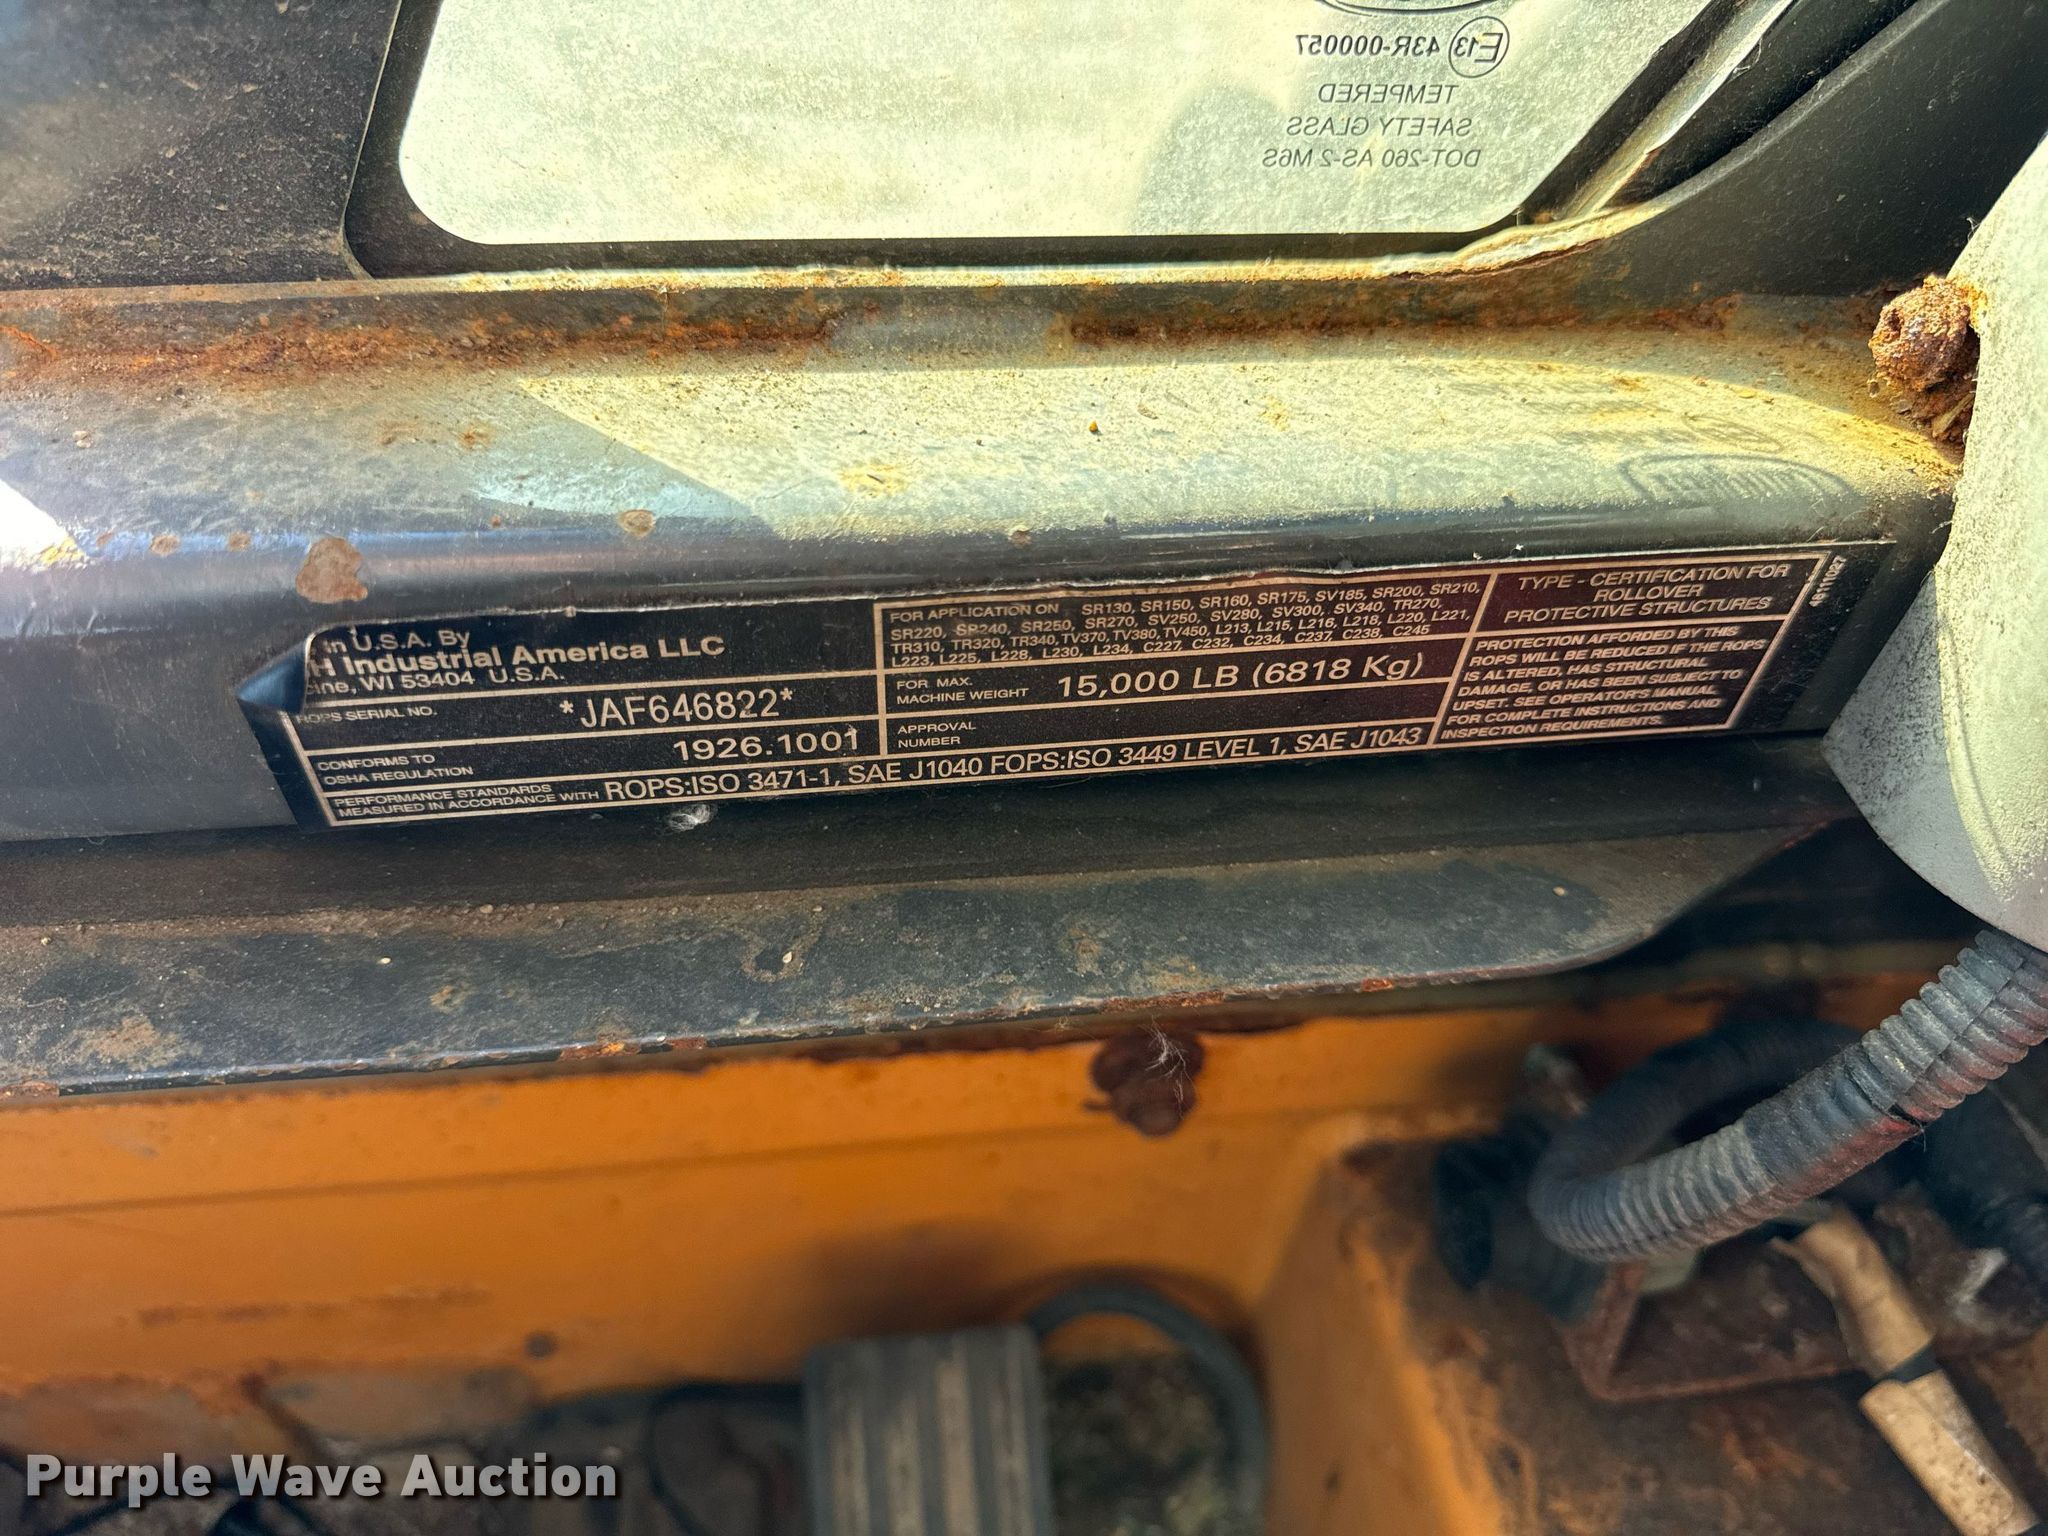 E13 43R-000057
TEMPERED
SAFETY GLASS
DOT-260 AS-2 M6S
in U.S.A. By
H Industrial America LLC
ine, WI 53404 U.S.A.
ROPS SERIAL NO. *JAF646822*
CONFORMS TO
OSHA REGULATION 1926.1001
PERFORMANCE STANDARDS
MEASURED IN ACCORDANCE WITH ROPS:ISO 3471-1, SAE J1040 FOPS:ISO 3449 LEVEL 1, SAE J1043
FOR APPLICATION ON SR130, SR150, SR160, SR175, SV185, SR200, SR210,
SR220, SR240, SR250, SR270, SV250, SV280, SV300, SV340, TR270,
TR310, TR320, TR340, TV370, TV380, TV450, L213, L215, L216, L218, L220, L221,
L223, L225, L228, L230, L234, C227, C232, C234, C237, C238, C245
FOR MAX.
MACHINE WEIGHT 15,000 LB (6818 Kg)
APPROVAL
NUMBER
TYPE - CERTIFICATION FOR
ROLLOVER
PROTECTIVE STRUCTURES
PROTECTION AFFORDED BY THIS
ROPS WILL BE REDUCED IF THE ROPS
IS ALTERED, HAS STRUCTURAL
DAMAGE, OR HAS BEEN SUBJECT TO
UPSET. SEE OPERATOR'S MANUAL
FOR COMPLETE INSTRUCTIONS AND
INSPECTION REQUIREMENTS.
Purple Wave Auction